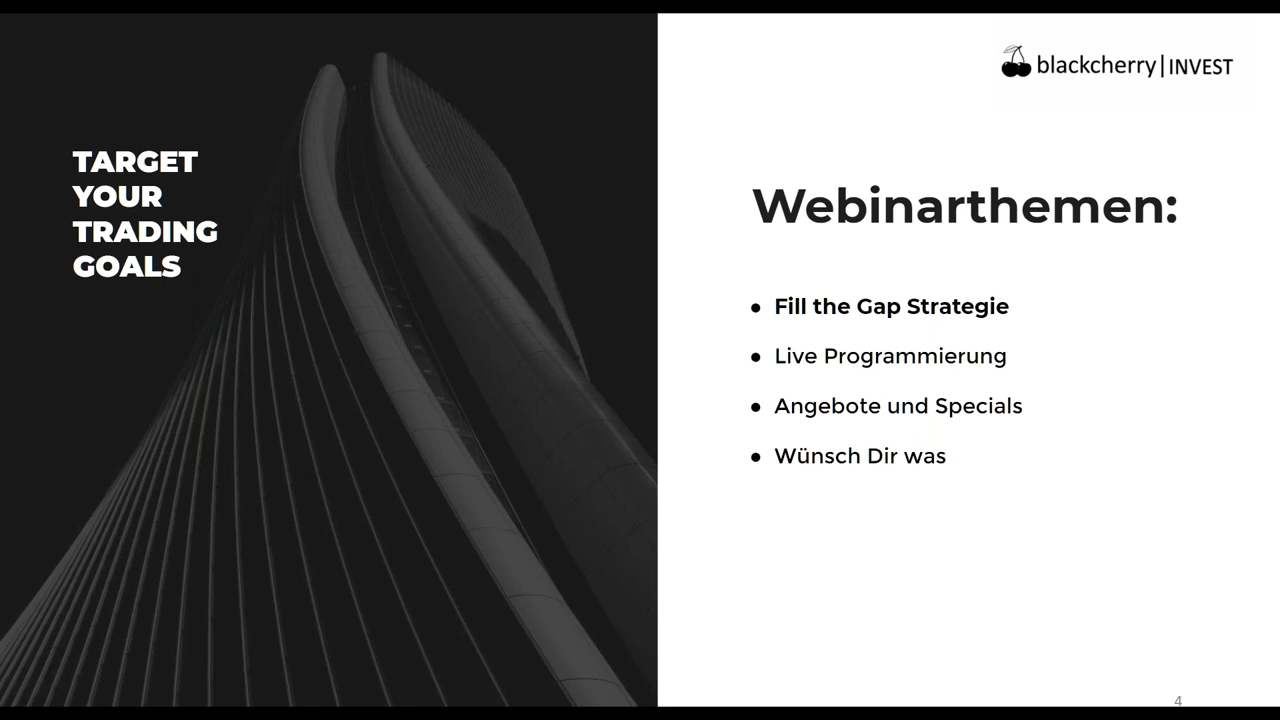 TARGET
YOUR
TRADING
GOALS
blackcherry|INVEST
Webinarthemen:
● Fill the Gap Strategie
● Live Programmierung
● Angebote und Specials
● Wünsch Dir was
4